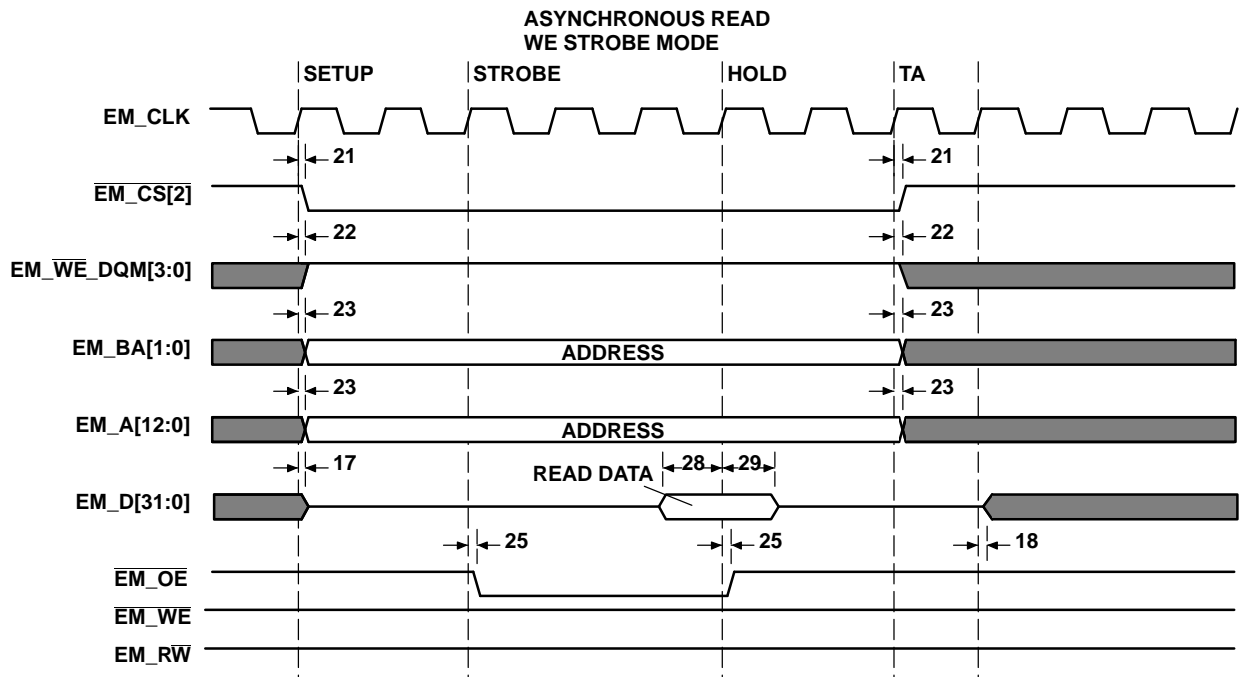 ASYNCHRONOUS READ
WE STROBE MODE
SETUP STROBE HOLD TA
EM_CLK
21 21
EM_CS[2]
22 22
EM_WE_DQM[3:0]
23 23
EM_BA[1:0] ADDRESS
23 23
EM_A[12:0] ADDRESS
17 28 29
READ DATA
EM_D[31:0]
25 25 18
EM_OE
EM_WE
EM_RW